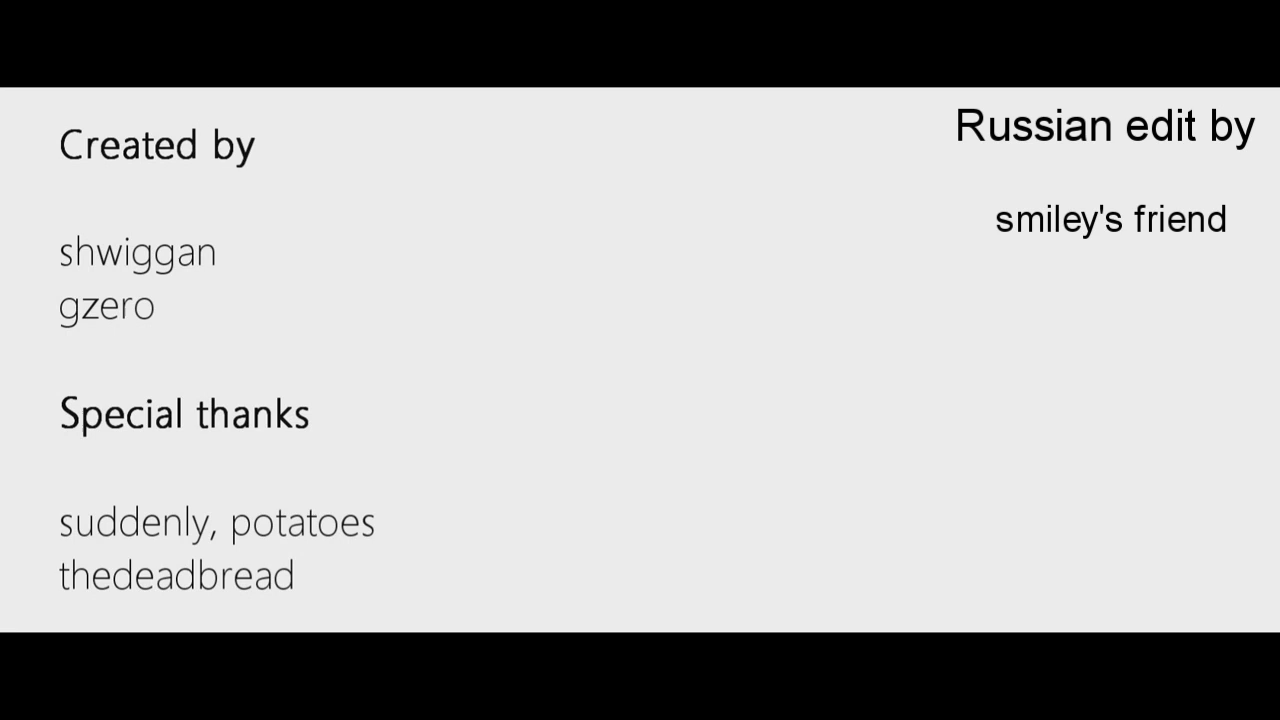 Created by
shwiggan
gzero
Special thanks
suddenly, potatoes
thedeadbread
Russian edit by
smiley's friend